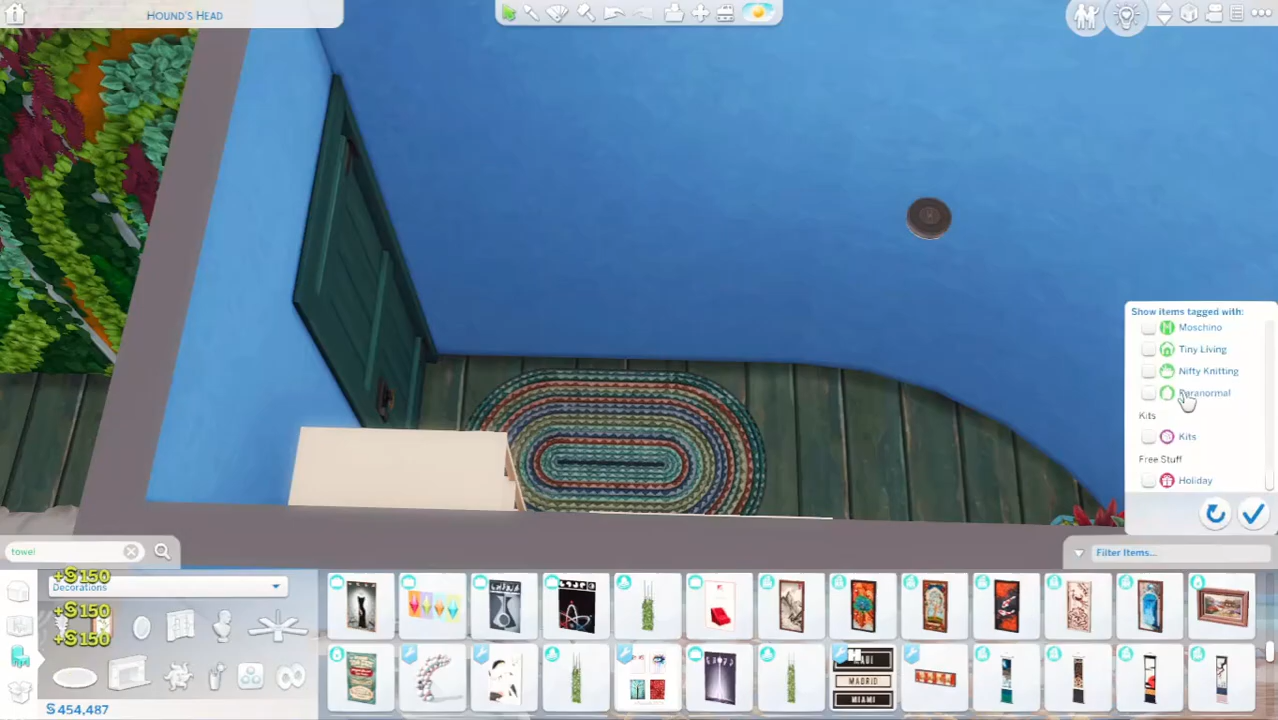 HOUND'S HEAD
Show items tagged with:
Moschino
Tiny Living
Nifty Knitting
Paranormal
Kits
Kits
Free Stuff
Holiday
towel
Filter Items...
+§150
Decorations
+§150
+§150
MADRID
MIAMI
§454,487